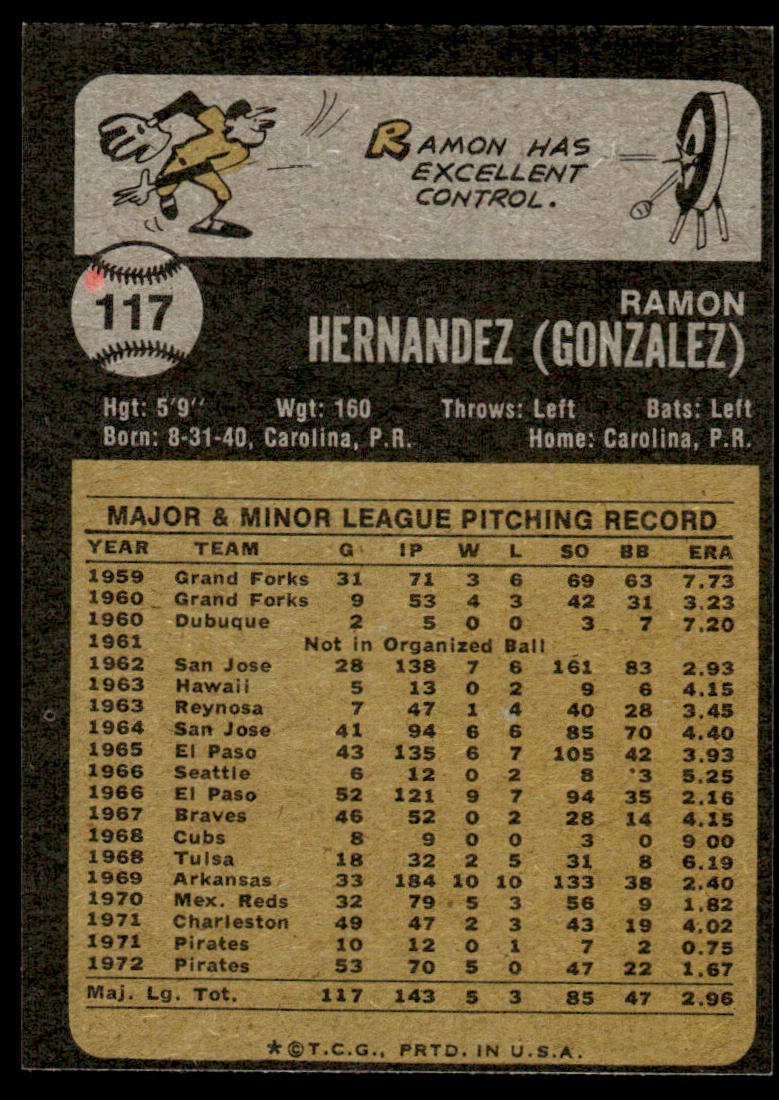 RAMON HAS
EXCELLENT
CONTROL.
117
RAMON
HERNANDEZ (GONZALEZ)
Hgt: 5'9" Wgt: 160 Throws: Left Bats: Left
Born: 8-31-40, Carolina, P.R. Home: Carolina, P.R.
MAJOR & MINOR LEAGUE PITCHING RECORD
YEAR TEAM G IP W L SO BB ERA
1959 Grand Forks 31 71 3 6 69 63 7.73
1960 Grand Forks 9 53 4 3 42 31 3.23
1960 Dubuque 2 5 0 0 3 7 7.20
1961 Not in Organized Ball
1962 San Jose 28 138 7 6 161 83 2.93
1963 Hawaii 5 13 0 2 9 6 4.15
1963 Reynosa 7 47 1 4 40 28 3.45
1964 San Jose 41 94 6 6 85 70 4.40
1965 El Paso 43 135 6 7 105 42 3.93
1966 Seattle 6 12 0 2 8 3 5.25
1966 El Paso 52 121 9 7 94 35 2.16
1967 Braves 46 52 0 2 28 14 4.15
1968 Cubs 8 9 0 0 3 0 9 00
1968 Tulsa 18 32 2 5 31 8 6.19
1969 Arkansas 33 184 10 10 133 38 2.40
1970 Mex. Reds 32 79 5 3 56 9 1.82
1971 Charleston 49 47 2 3 43 19 4.02
1971 Pirates 10 12 0 1 7 2 0.75
1972 Pirates 53 70 5 0 47 22 1.67
Maj. Lg. Tot. 117 143 5 3 85 47 2.96
*©T.C.G., PRTD. IN U.S.A.